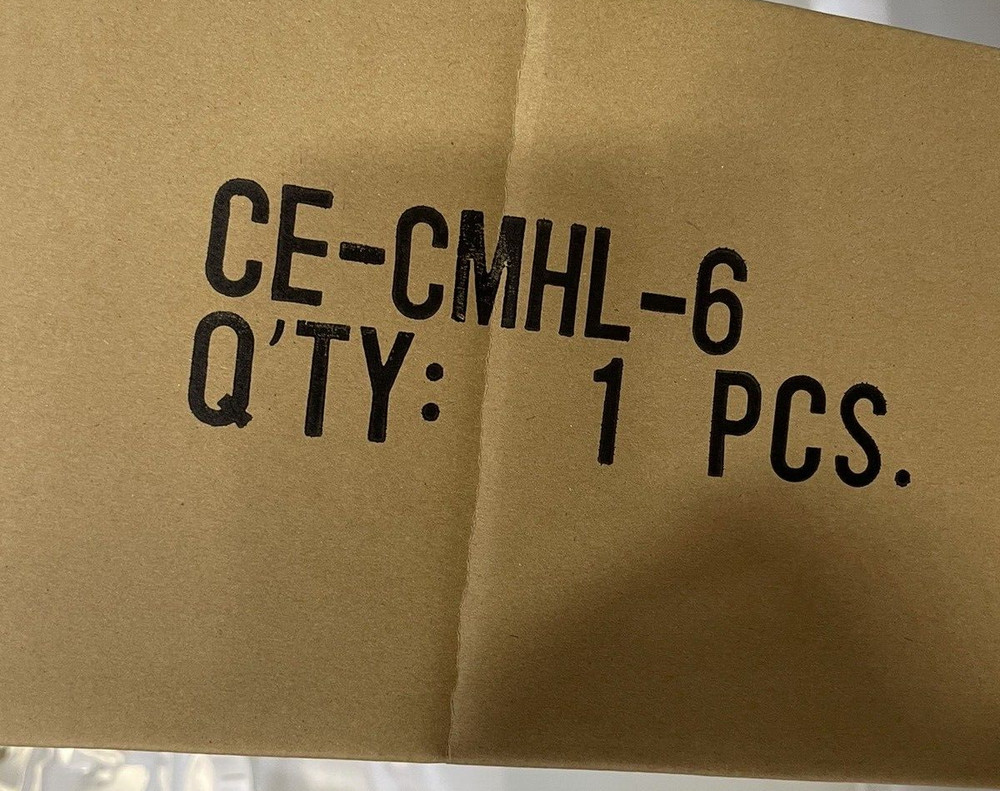 CE-CMHL-6
Q'TY: 1 PCS.